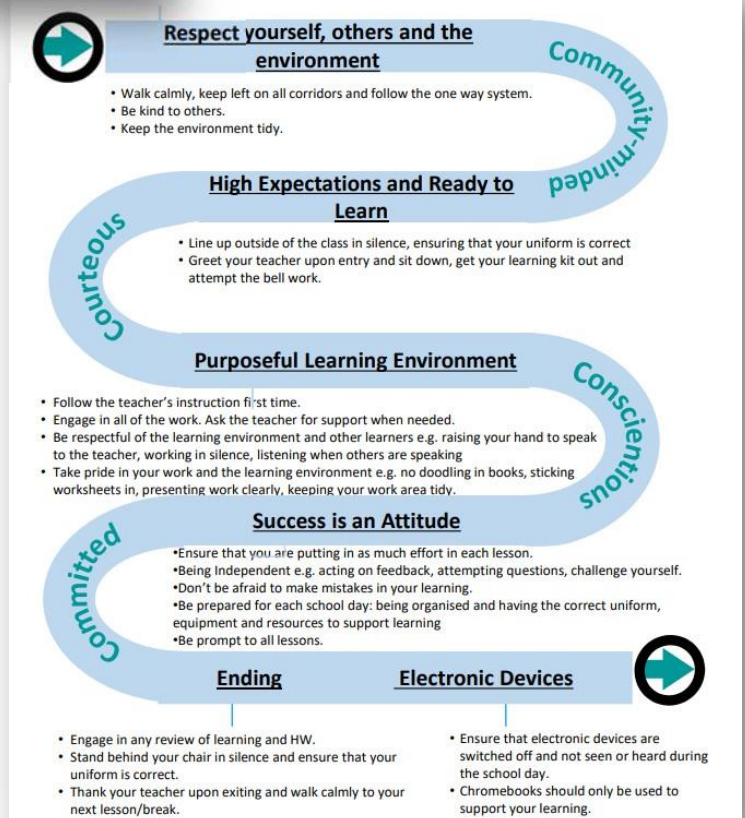 Respect yourself, others and the
environment
• Walk calmly, keep left on all corridors and follow the one way system.
• Be kind to others.
• Keep the environment tidy.
Community-minded
High Expectations and Ready to
Learn
• Line up outside of the class in silence, ensuring that your uniform is correct
• Greet your teacher upon entry and sit down, get your learning kit out and
attempt the bell work.
Courteous
Purposeful Learning Environment
• Follow the teacher's instruction first time.
• Engage in all of the work. Ask the teacher for support when needed.
• Be respectful of the learning environment and other learners e.g. raising your hand to speak
to the teacher, working in silence, listening when others are speaking
• Take pride in your work and the learning environment e.g. no doodling in books, sticking
worksheets in, presenting work clearly, keeping your work area tidy.
Conscientious
Success is an Attitude
•Ensure that you are putting in as much effort in each lesson.
•Being Independent e.g. acting on feedback, attempting questions, challenge yourself.
•Don't be afraid to make mistakes in your learning.
•Be prepared for each school day: being organised and having the correct uniform,
equipment and resources to support learning
•Be prompt to all lessons.
Committed
Ending
• Engage in any review of learning and HW.
• Stand behind your chair in silence and ensure that your
uniform is correct.
• Thank your teacher upon exiting and walk calmly to your
next lesson/break.
Electronic Devices
• Ensure that electronic devices are
switched off and not seen or heard during
the school day.
• Chromebooks should only be used to
support your learning.